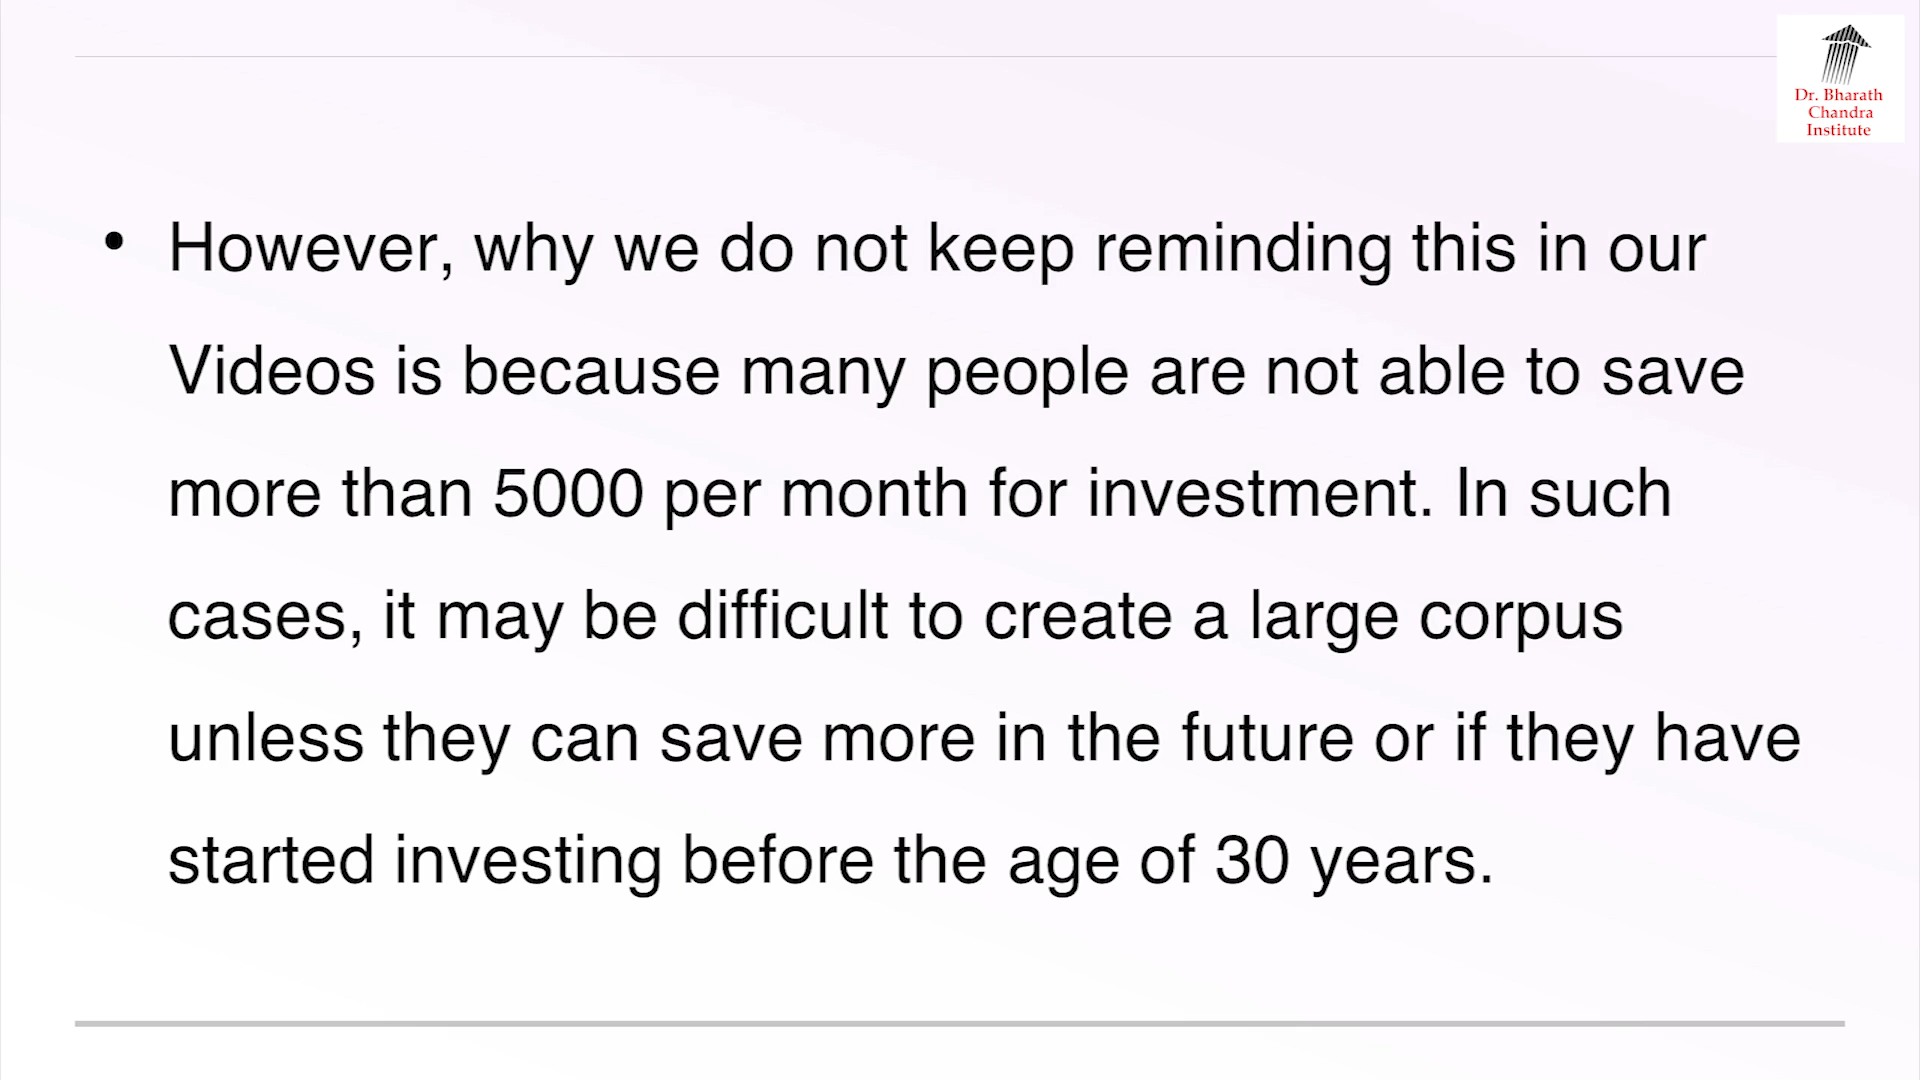 Dr. Bharath
Chandra
Institute
• However, why we do not keep reminding this in our
Videos is because many people are not able to save
more than 5000 per month for investment. In such
cases, it may be difficult to create a large corpus
unless they can save more in the future or if they have
started investing before the age of 30 years.